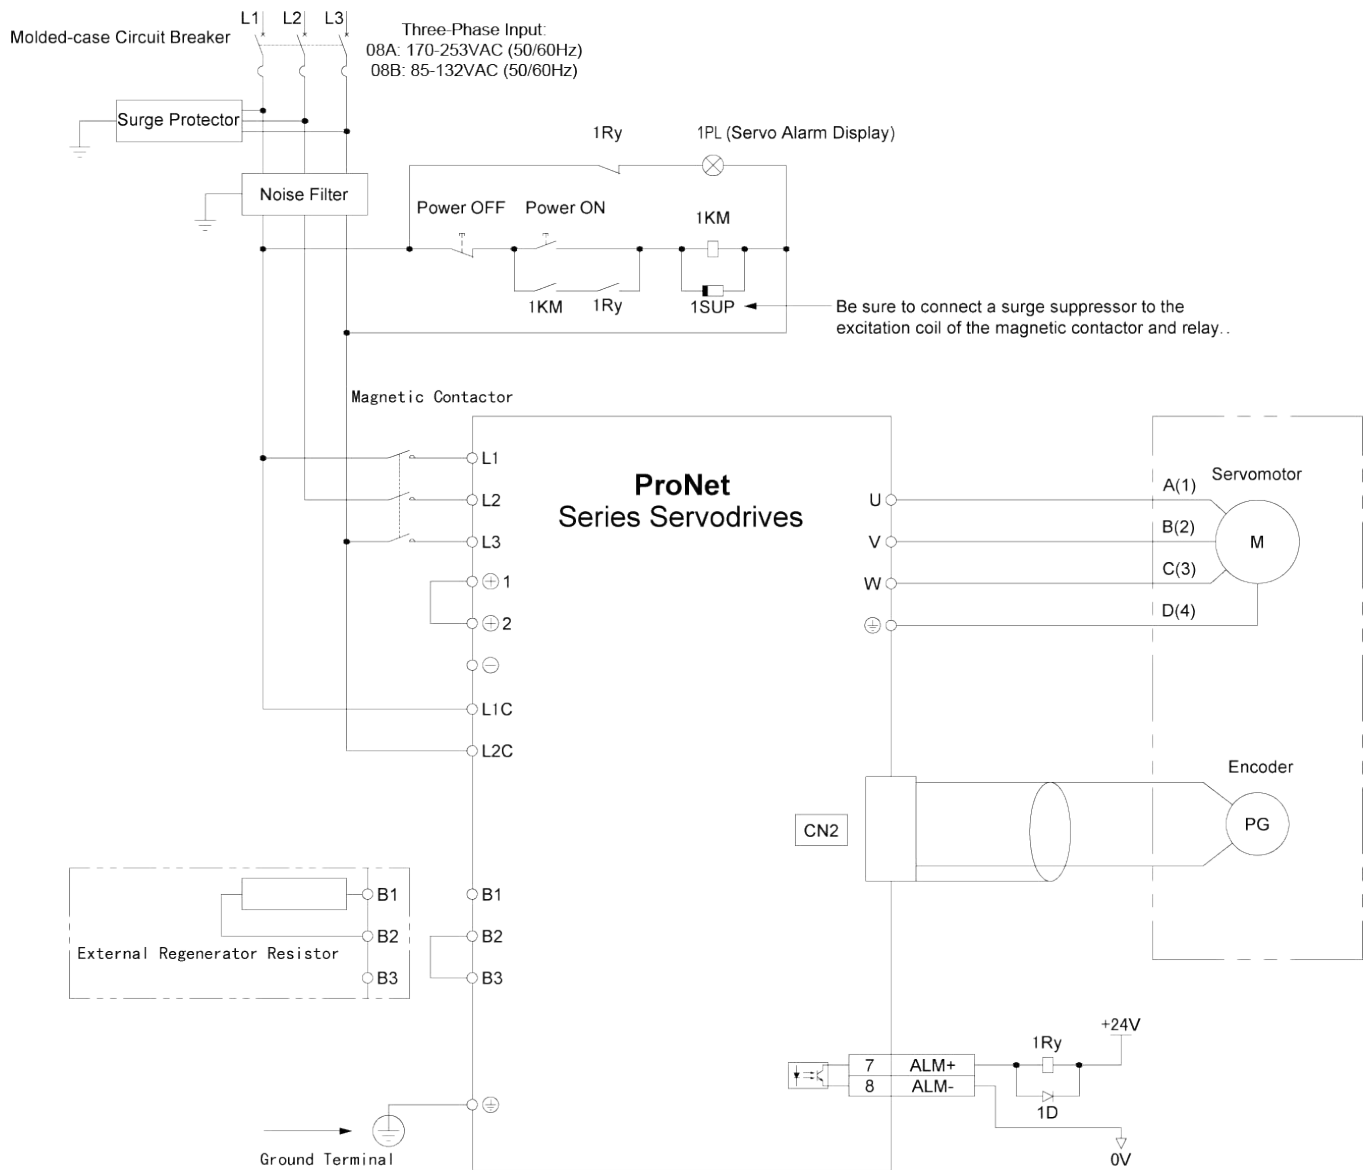 L1 L2 L3
Molded-case Circuit Breaker
Three-Phase Input:
08A: 170-253VAC (50/60Hz)
08B: 85-132VAC (50/60Hz)
Surge Protector
1Ry
1PL (Servo Alarm Display)
Noise Filter
Power OFF
Power ON
1KM
1KM
1Ry
1SUP
Be sure to connect a surge suppressor to the
excitation coil of the magnetic contactor and relay..
Magnetic Contactor
ProNet
Series Servodrives
L1
L2
L3
1
2
L1C
L2C
U
V
W
A(1)
B(2)
C(3)
D(4)
Servomotor
M
Encoder
PG
CN2
B1
B2
B3
External Regenerator Resistor
B1
B2
B3
+24V
1Ry
7 ALM+
8 ALM-
1D
0V
Ground Terminal